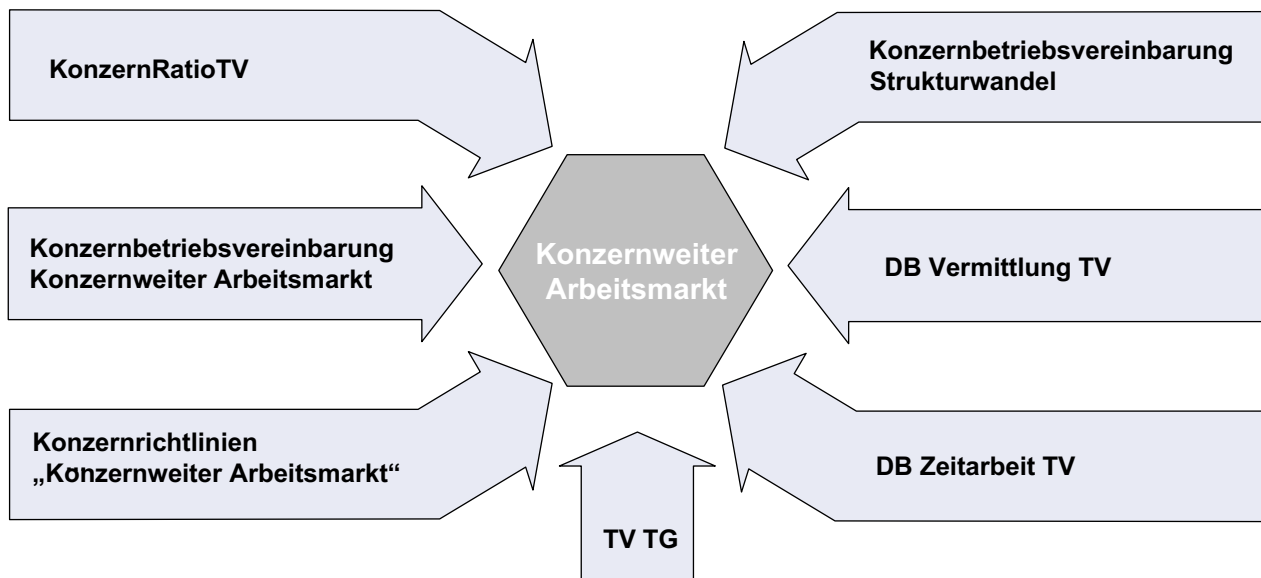 KonzernRatioTV
Konzernbetriebsvereinbarung
Strukturwandel
Konzernbetriebsvereinbarung
Konzernweiter Arbeitsmarkt
Konzernweiter
Arbeitsmarkt
DB Vermittlung TV
Konzernrichtlinien
„Konzernweiter Arbeitsmarkt“
DB Zeitarbeit TV
TV TG